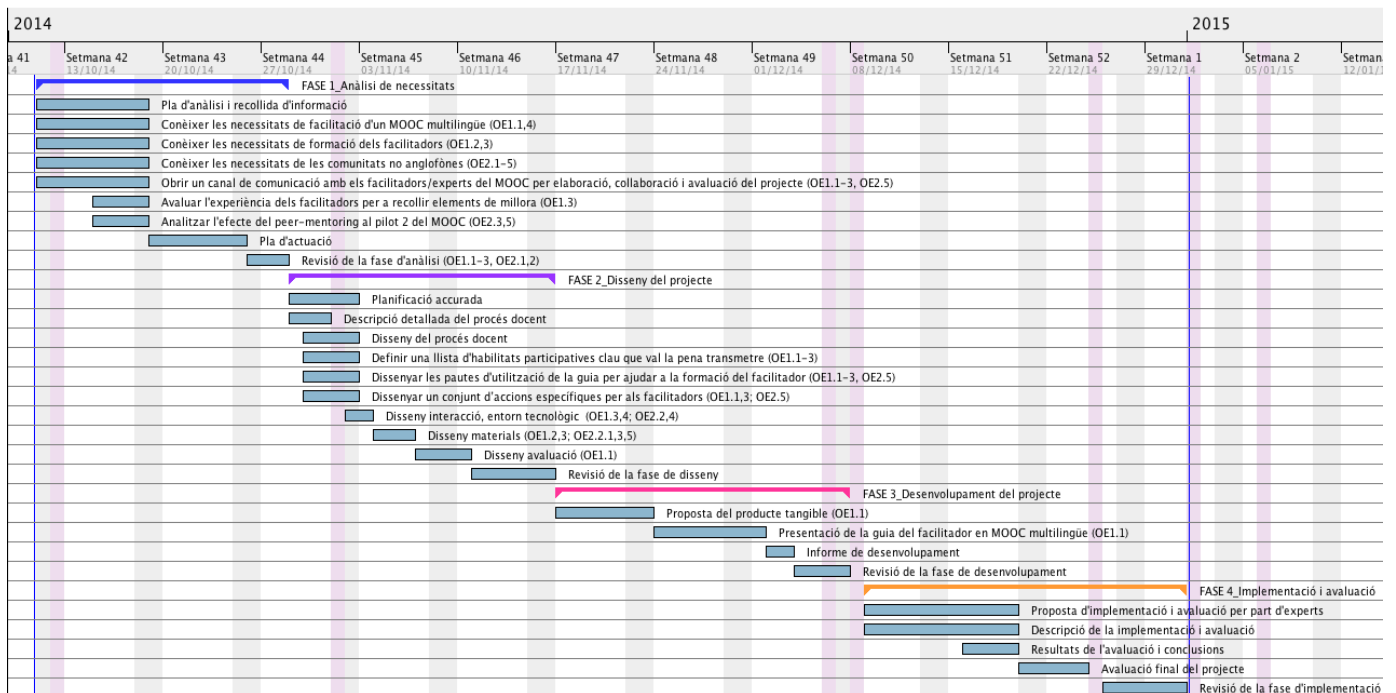 2014
2015
a 41
Setmana 42
Setmana 43
Setmana 44
Setmana 45
Setmana 46
Setmana 47
Setmana 48
Setmana 49
Setmana 50
Setmana 51
Setmana 52
Setmana 1
Setmana 2
Setman
14
13/10/14
20/10/14
27/10/14
03/11/14
10/11/14
17/11/14
24/11/14
01/12/14
08/12/14
15/12/14
22/12/14
29/12/14
05/01/15
12/01/1
FASE 1_Anàlisi de necessitats
Pla d'anàlisi i recollida d'informació
Conèixer les necessitats de facilitació d'un MOOC multilingüe (OE1.1,4)
Conèixer les necessitats de formació dels facilitadors (OE1.2,3)
Conèixer les necessitats de les comunitats no anglofònes (OE2.1-5)
Obrir un canal de comunicació amb els facilitadors/experts del MOOC per elaboració, collaboració i avaluació del projecte (OE1.1-3, OE2.5)
Avaluar l'experiència dels facilitadors per a recollir elements de millora (OE1.3)
Analitzar l'efecte del peer-mentoring al pilot 2 del MOOC (OE2.3,5)
Pla d'actuació
Revisió de la fase d'anàlisi (OE1.1-3, OE2.1,2)
FASE 2_Disseny del projecte
Planificació accurada
Descripció detallada del procés docent
Disseny del procés docent
Definir una llista d'habilitats participatives clau que val la pena transmetre (OE1.1-3)
Dissenyar les pautes d'utilització de la guia per ajudar a la formació del facilitador (OE1.1-3, OE2.5)
Dissenyar un conjunt d'accions específiques per als facilitadors (OE1.1,3; OE2.5)
Disseny interacció, entorn tecnològic (OE1.3,4; OE2.2,4)
Disseny materials (OE1.2,3; OE2.2.1,3,5)
Disseny avaluació (OE1.1)
Revisió de la fase de disseny
FASE 3_Desenvolupament del projecte
Proposta del producte tangible (OE1.1)
Presentació de la guia del facilitador en MOOC multilingüe (OE1.1)
Informe de desenvolupament
Revisió de la fase de desenvolupament
FASE 4_Implementació i avaluació
Proposta d'implementació i avaluació per part d'experts
Descripció de la implementació i avaluació
Resultats de l'avaluació i conclusions
Avaluació final del projecte
Revisió de la fase d'implementació